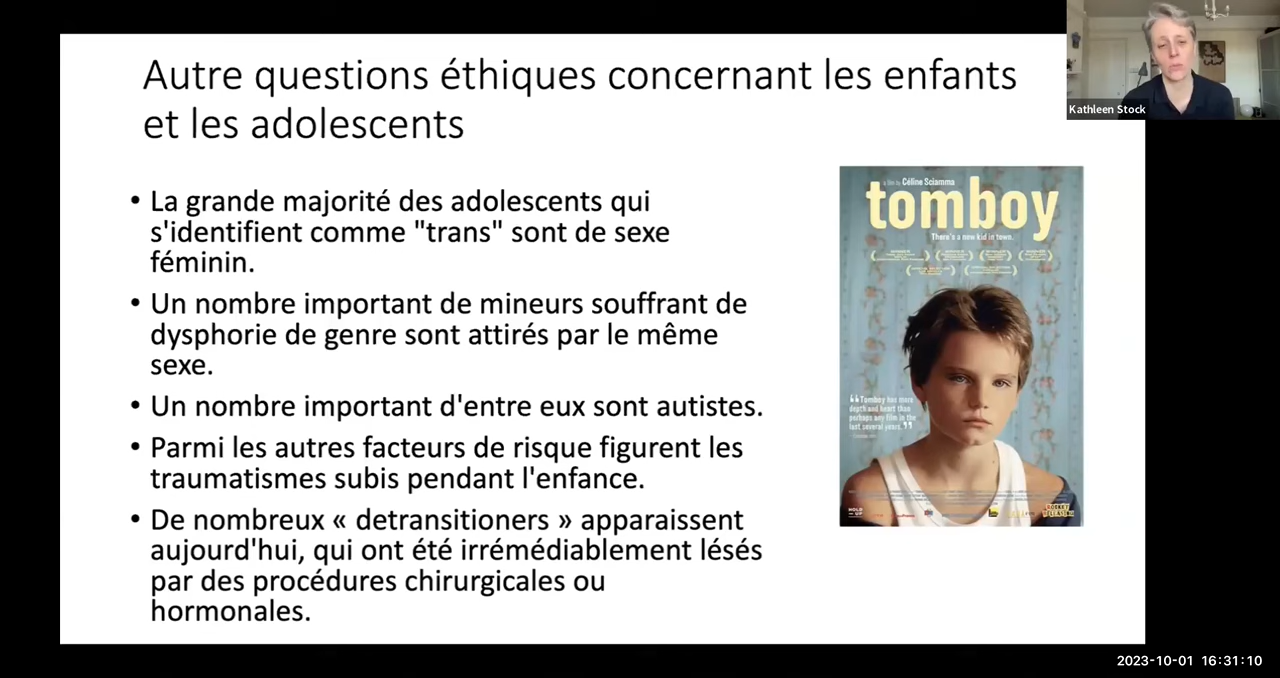 Autre questions éthiques concernant les enfants
et les adolescents
Kathleen Stock
• La grande majorité des adolescents qui
s'identifient comme "trans" sont de sexe
féminin.
• Un nombre important de mineurs souffrant de
dysphorie de genre sont attirés par le même
sexe.
• Un nombre important d'entre eux sont autistes.
• Parmi les autres facteurs de risque figurent les
traumatismes subis pendant l'enfance.
• De nombreux « detransitioners » apparaissent
aujourd'hui, qui ont été irrémédiablement lésés
par des procédures chirurgicales ou
hormonales.
a film by Céline Sciamma
tomboy
There's a new kid in town.
“Tomboy has more
depth and heart than
perhaps any film in the
last several years.”
2023-10-01 16:31:10